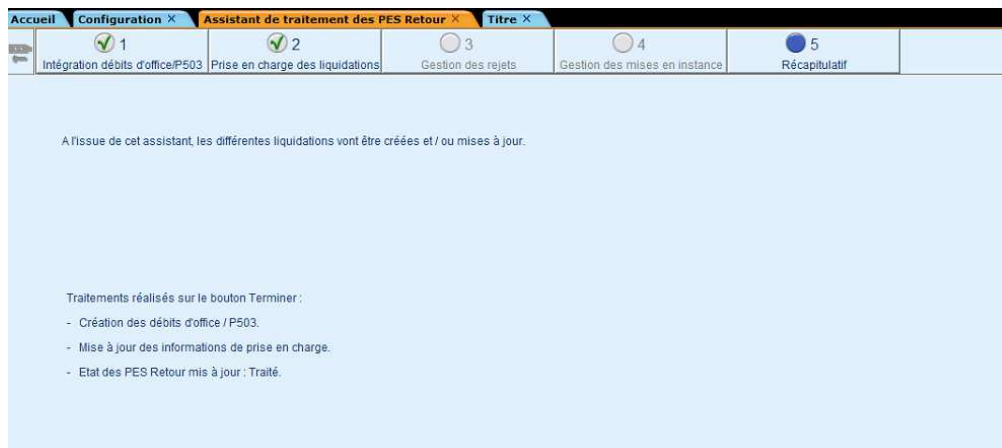 Accueil Configuration × Assistant de traitement des PES Retour × Titre ×
1 2 3 4 5
Intégration débits d'office/P503 Prise en charge des liquidations Gestion des rejets Gestion des mises en instance Récapitulatif
A l'issue de cet assistant, les différentes liquidations vont être créées et / ou mises à jour.
Traitements réalisés sur le bouton Terminer :
- Création des débits d'office / P503.
- Mise à jour des informations de prise en charge.
- Etat des PES Retour mis à jour : Traité.